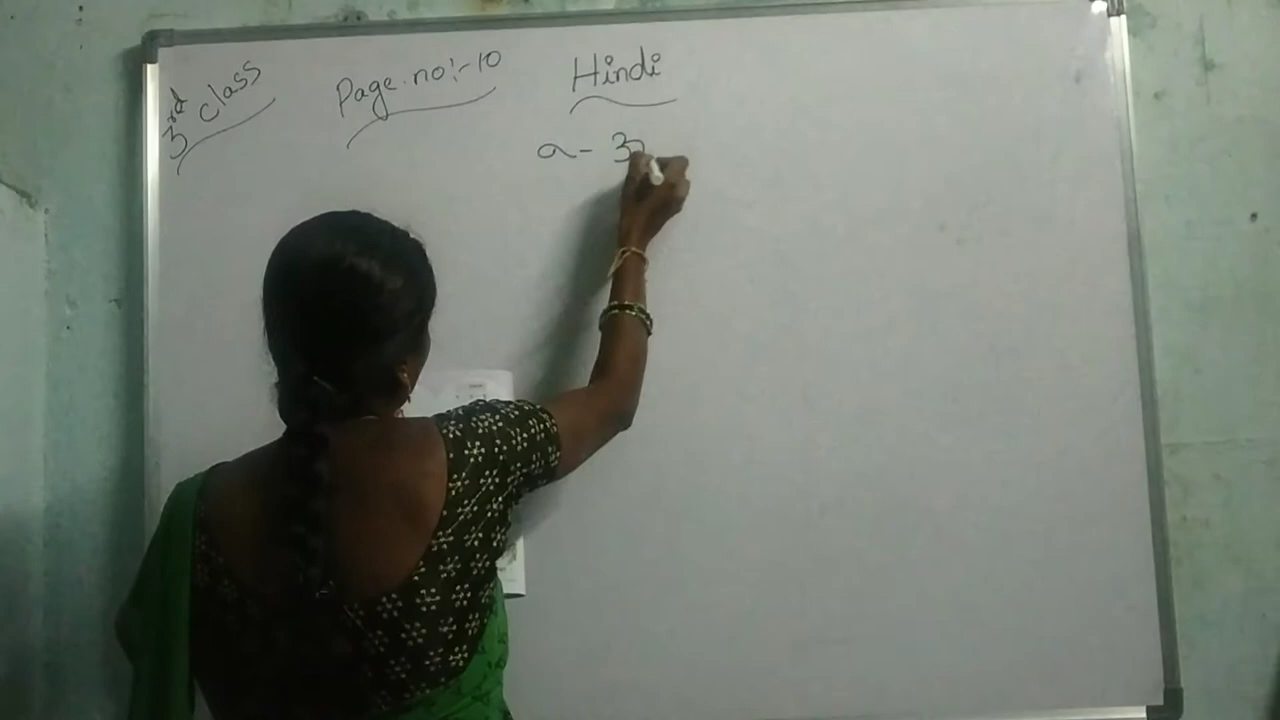 3rd class Page.no:-10 Hindi
a- अ